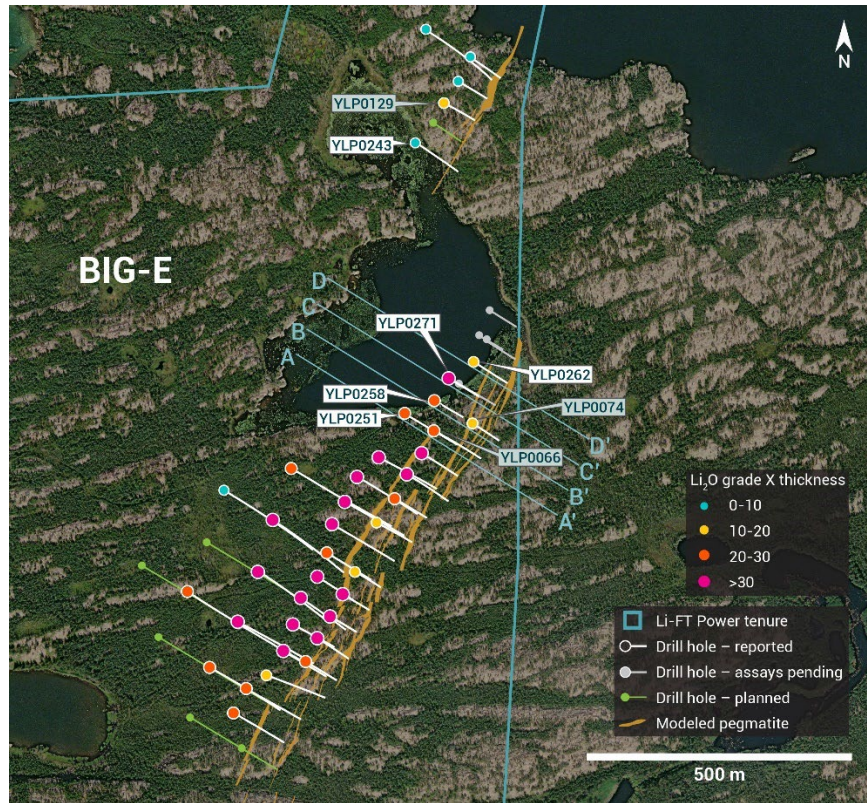 N
YLP0129
YLP0243
BIG-E
D
C
YLP0271
B
A
YLP0262
YLP0258
YLP0074
YLP0251
D'
YLP0066
C'
B'
A'
Li₂O grade X thickness
0-10
10-20
20-30
>30
Li-FT Power tenure
Drill hole – reported
Drill hole – assays pending
Drill hole – planned
Modeled pegmatite
500 m